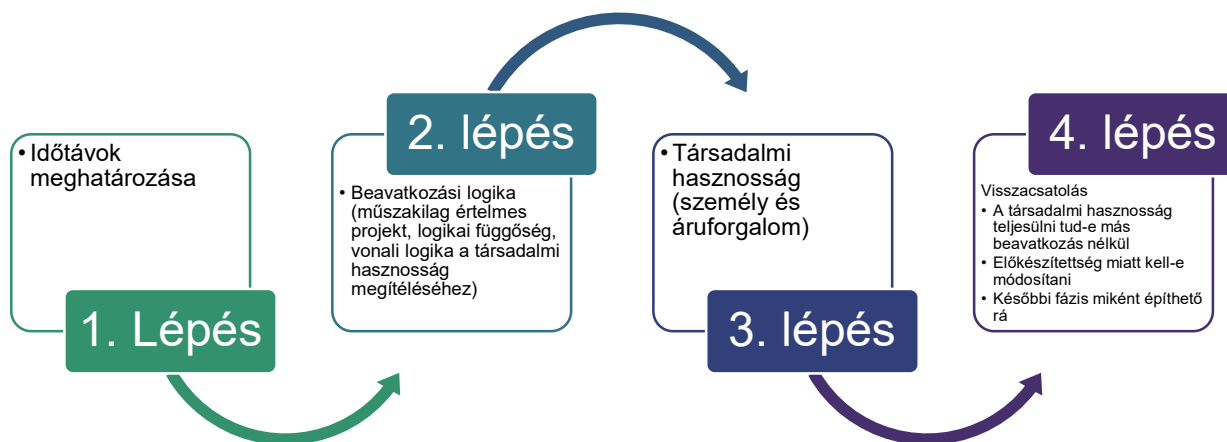 • Időtávok
meghatározása
1. Lépés
2. lépés
• Beavatkozási logika
(műszakilag értelmes
projekt, logikai függőség,
vonali logika a társadalmi
hasznosság
megítéléséhez)
• Társadalmi
hasznosság
(személy és
áruforgalom)
3. lépés
4. lépés
Visszacsatolás
• A társadalmi hasznosság
teljesülni tud-e más
beavatkozás nélkül
• Előkészítettség miatt kell-e
módosítani
• Későbbi fázis miként építhető
rá